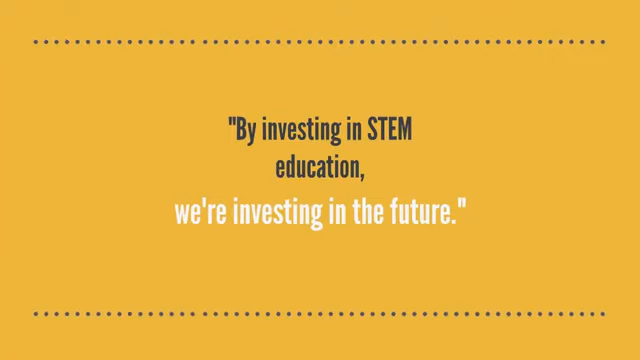 "By investing in STEM
education,
we're investing in the future."